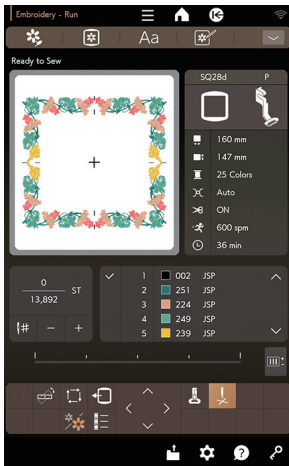 Embroidery - Run
Aa
Ready to Sew
SQ28d P
160 mm
147 mm
25 Colors
Auto
ON
600 spm
36 min
0
13,892
ST
1 002 JSP
2 251 JSP
3 224 JSP
4 249 JSP
5 239 JSP
# - +